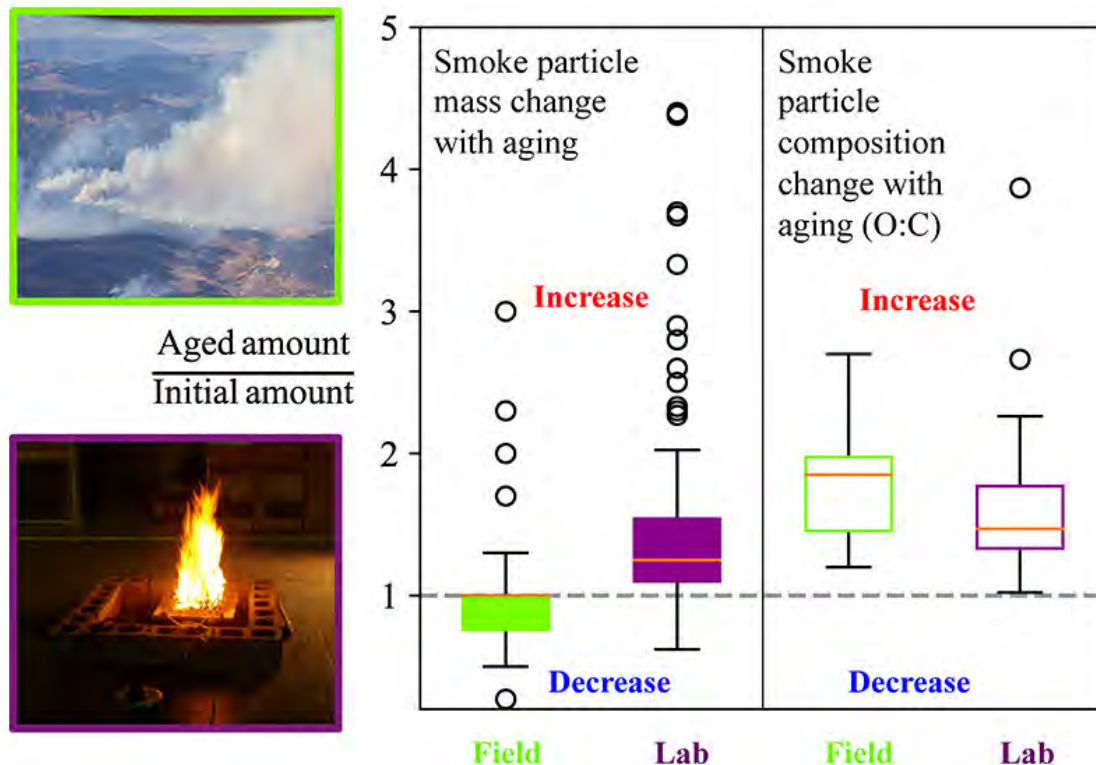 Aged amount
Initial amount
5
4
3
2
1
Smoke particle
mass change
with aging
Increase
Decrease
Field
Lab
Smoke
particle
composition
change with
aging (O:C)
Increase
Decrease
Field
Lab